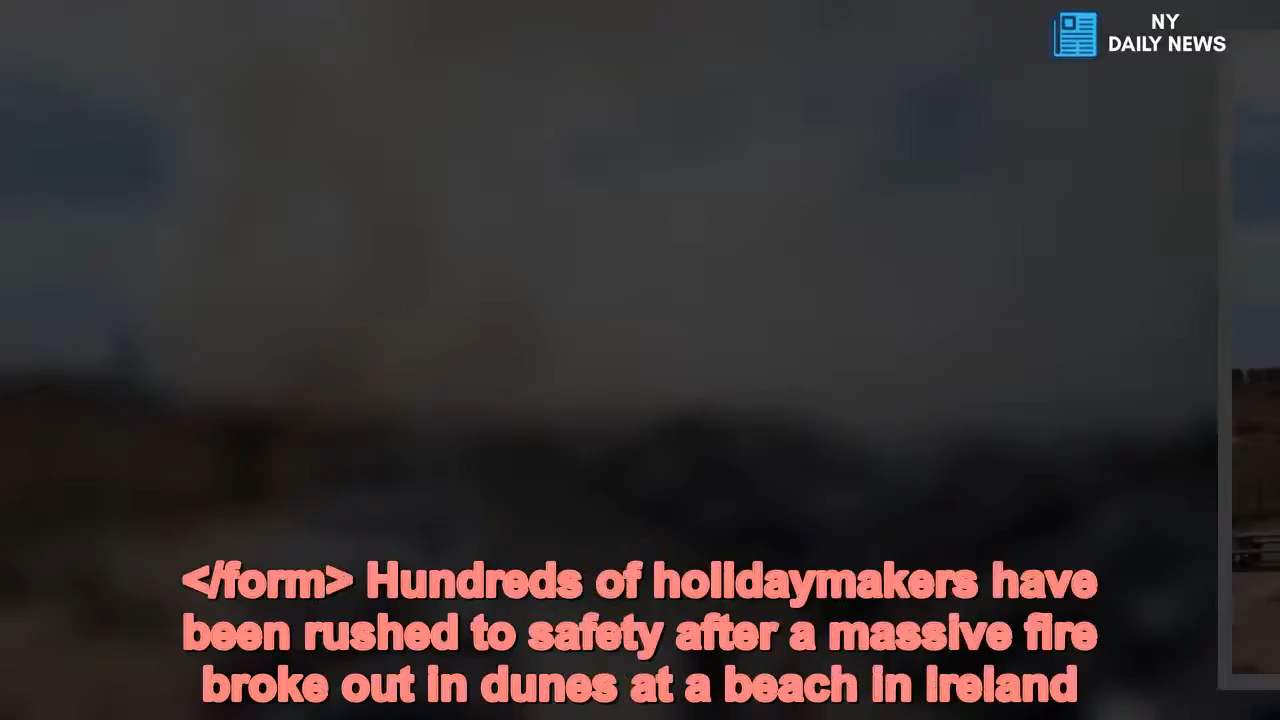 NY
DAILY NEWS
</form> Hundreds of holidaymakers have
been rushed to safety after a massive fire
broke out in dunes at a beach in Ireland